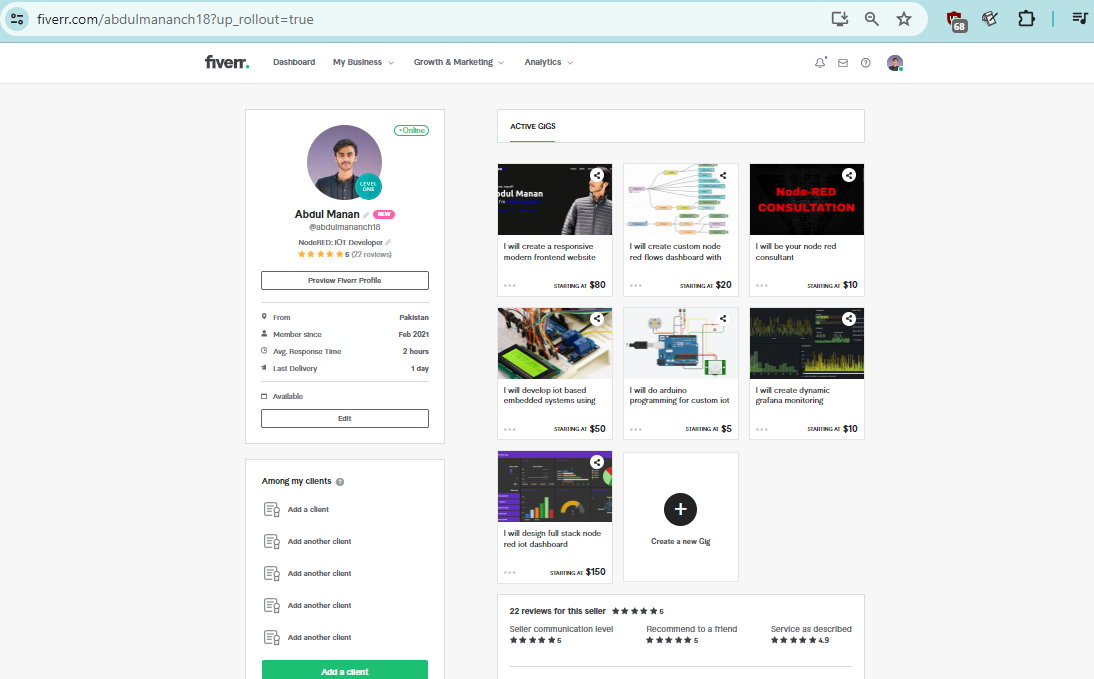 fiverr.com/abdulmananch18?up_rollout=true
68
fiverr.
Dashboard
My Business
Growth & Marketing
Analytics
•Online
LEVEL
ONE
Abdul Manan
NEW
@abdulmananch18
NodeRED: IOT Developer
5 (22 reviews)
Preview Fiverr Profile
From
Pakistan
Member since
Feb 2021
Avg. Response Time
2 hours
Last Delivery
1 day
Available
Edit
Among my clients
?
Add a client
Add another client
Add another client
Add another client
Add another client
Add a client
ACTIVE GIGS
I will create a responsive
modern frontend website
STARTING AT $80
I will create custom node
red flows dashboard with
STARTING AT $20
Node-RED
CONSULTATION
I will be your node red
consultant
STARTING AT $10
I will develop iot based
embedded systems using
STARTING AT $50
I will do arduino
programming for custom iot
STARTING AT $5
I will create dynamic
grafana monitoring
STARTING AT $10
I will design full stack node
red iot dashboard
STARTING AT $150
+
Create a new Gig
22 reviews for this seller
5
Seller communication level
5
Recommend to a friend
5
Service as described
4.9